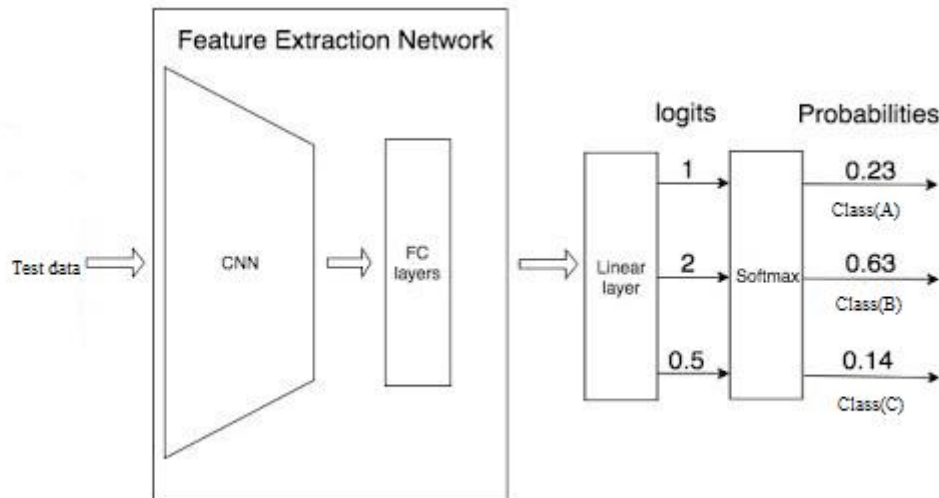 Feature Extraction Network
logits
Probabilities
1
0.23
Class(A)
Test data
CNN
FC
layers
Linear
layer
2
Softmax
0.63
Class(B)
0.5
0.14
Class(C)